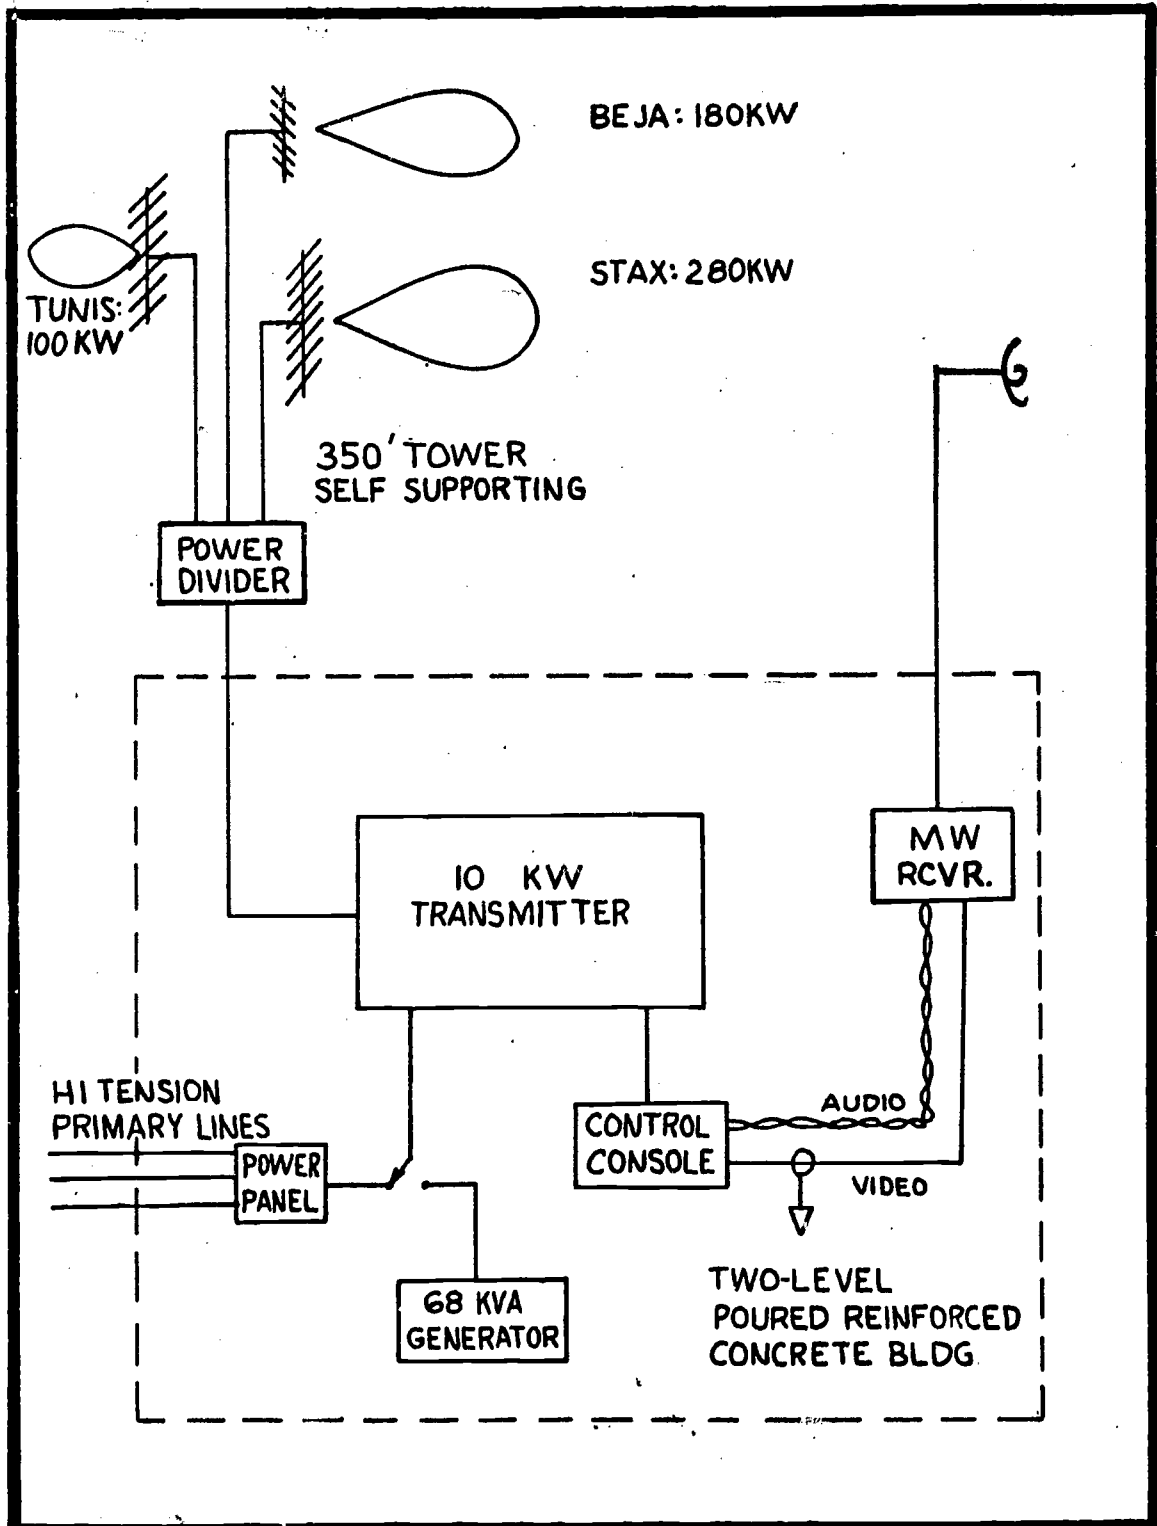 BEJA: 180KW
STAX: 280KW
TUNIS:
100 KW
350' TOWER
SELF SUPPORTING
POWER
DIVIDER
MW
RCVR.
10 KW
TRANSMITTER
HI TENSION
PRIMARY LINES
AUDIO
CONTROL
CONSOLE
POWER
PANEL
VIDEO
68 KVA
GENERATOR
TWO-LEVEL
POURED REINFORCED
CONCRETE BLDG.